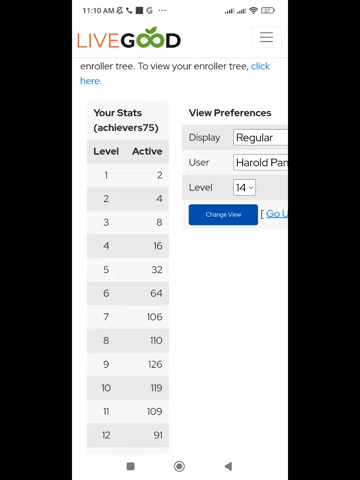 11:10 AM
LIVEGOOD
enroller tree. To view your enroller tree, click
here.
Your Stats
(achievers75)
Level Active
1 2
2 4
3 8
4 16
5 32
6 64
7 106
8 110
9 126
10 119
11 109
12 91
View Preferences
Display Regular
User Harold Pan
Level 14
Change View [ Go U